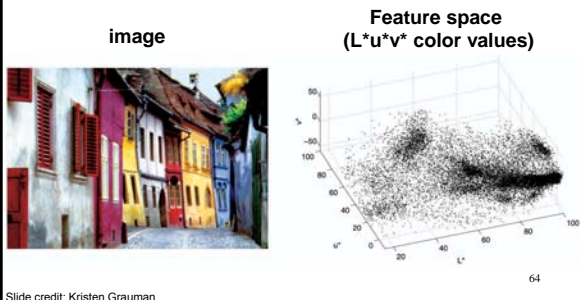 image
Feature space
(L*u*v* color values)
50
0
-50
v*
100
80
60
40
20
0
u*
20
40
60
80
100
L*
64
Slide credit: Kristen Grauman